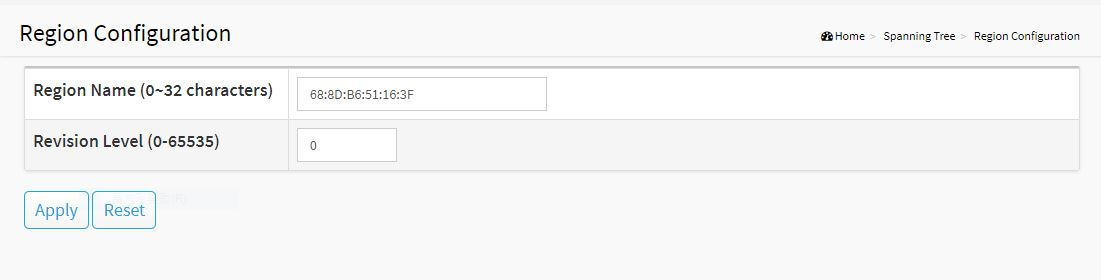 Region Configuration
Home > Spanning Tree > Region Configuration
Region Name (0~32 characters)
68:8D:B6:51:16:3F
Revision Level (0-65535)
0
Apply Reset